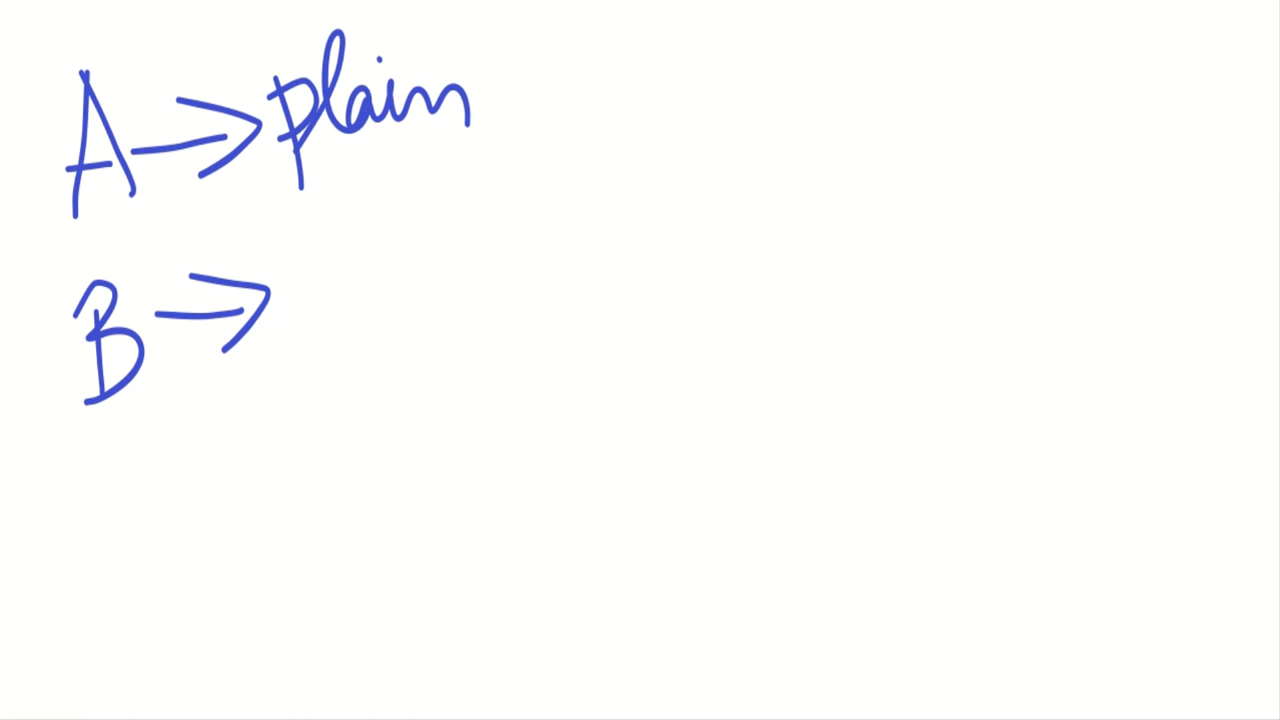 A → plain
B →